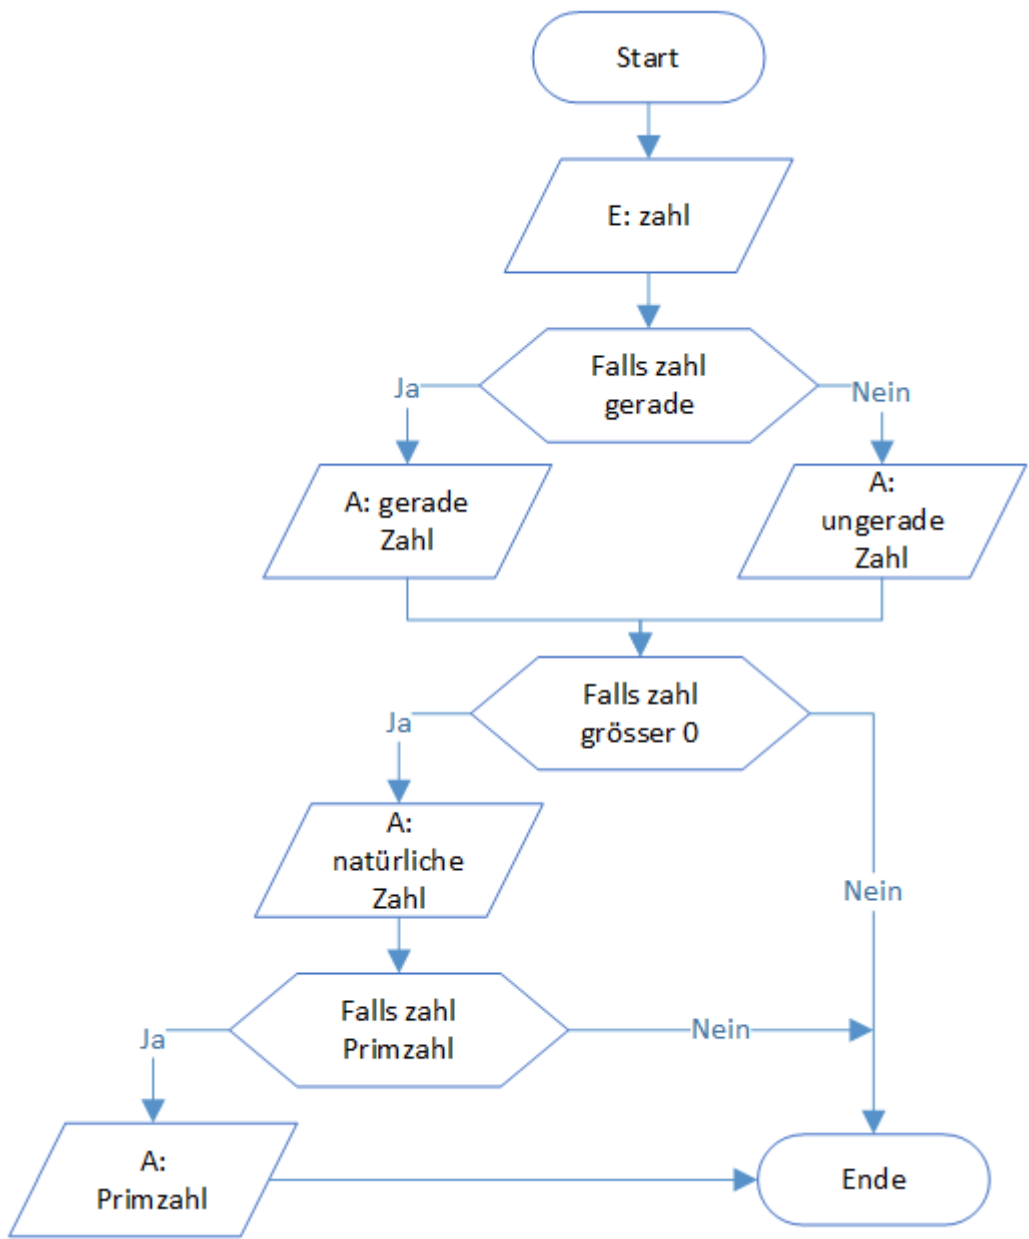 Start
E: zahl
Falls zahl
gerade
Ja
Nein
A: gerade
Zahl
A:
ungerade
Zahl
Falls zahl
grösser 0
Ja
A:
natürliche
Zahl
Nein
Falls zahl
Primzahl
Ja
Nein
A:
Primzahl
Ende